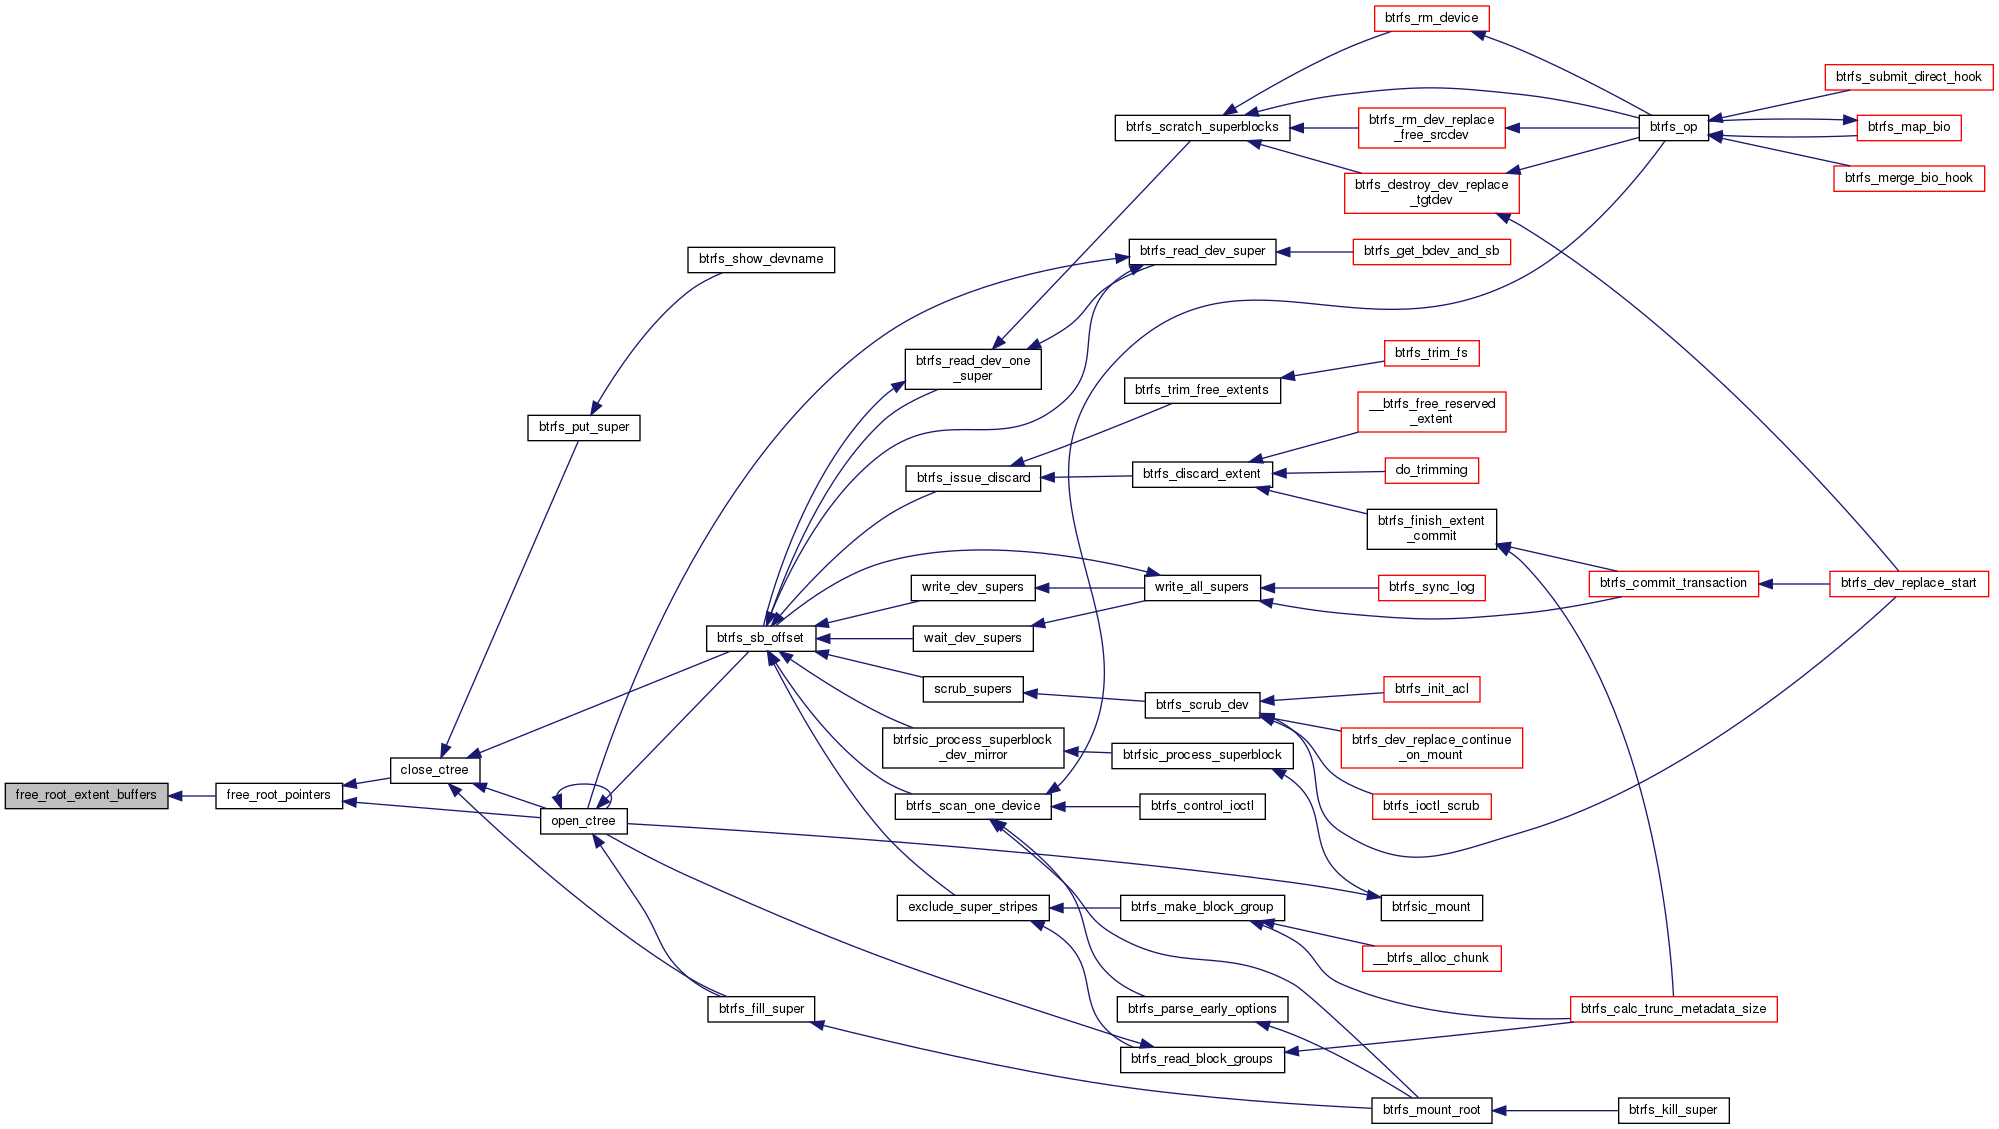 btrfs_rm_device
btrfs_submit_direct_hook
btrfs_scratch_superblocks
btrfs_rm_dev_replace
_free_srcdev
btrfs_op
btrfs_map_bio
btrfs_destroy_dev_replace
_tgtdev
btrfs_merge_bio_hook
btrfs_show_devname
btrfs_read_dev_super
btrfs_get_bdev_and_sb
btrfs_read_dev_one
_super
btrfs_trim_fs
btrfs_trim_free_extents
__btrfs_free_reserved
_extent
btrfs_put_super
btrfs_issue_discard
btrfs_discard_extent
do_trimming
btrfs_finish_extent
_commit
write_dev_supers
write_all_supers
btrfs_sync_log
btrfs_commit_transaction
btrfs_dev_replace_start
btrfs_sb_offset
wait_dev_supers
scrub_supers
btrfs_scrub_dev
btrfs_init_acl
btrfsic_process_superblock
_dev_mirror
btrfsic_process_superblock
btrfs_dev_replace_continue
_on_mount
close_ctree
free_root_extent_buffers
free_root_pointers
open_ctree
btrfs_scan_one_device
btrfs_control_ioctl
btrfs_ioctl_scrub
exclude_super_stripes
btrfs_make_block_group
btrfsic_mount
__btrfs_alloc_chunk
btrfs_fill_super
btrfs_parse_early_options
btrfs_calc_trunc_metadata_size
btrfs_read_block_groups
btrfs_mount_root
btrfs_kill_super